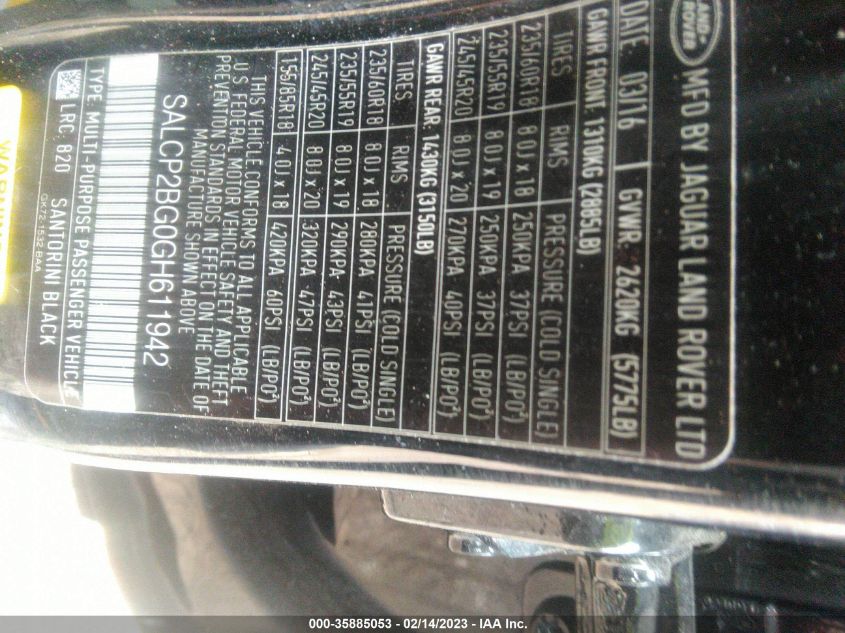 LAND-
ROVER
MFD BY JAGUAR LAND ROVER LTD
DATE 03/16 GVWR: 2620KG (5775LB)
GAWR FRONT 1310KG (2885LB)
TIRES RIMS PRESSURE (COLD SINGLE)
235/60R18 8.0J x 18 250KPA 37PSI (LB/PO²)
235/55R19 8.0J x 19 250KPA 37PSI (LB/PO²)
245/45R20 8.0J x 20 270KPA 40PSI (LB/PO²)
GAWR REAR: 1430KG (3150LB)
TIRES RIMS PRESSURE (COLD SINGLE)
235/60R18 8.0J x 18 280KPA 41PSI (LB/PO²)
235/55R19 8.0J x 19 290KPA 43PSI (LB/PO²)
245/45R20 8.0J x 20 320KPA 47PSI (LB/PO²)
155/85R18 4.0J x 18 420KPA 60PSI (LB/PO²)
THIS VEHICLE CONFORMS TO ALL APPLICABLE
U.S. FEDERAL MOTOR VEHICLE SAFETY AND THEFT
PREVENTION STANDARDS IN EFFECT ON THE DATE OF
MANUFACTURE SHOWN ABOVE
SALCP2BG0GH611942
TYPE: MULTI-PURPOSE PASSENGER VEHICLE
LRC: 820 SANTORINI BLACK
GK72-1532-BAA
000-35885053 - 02/14/2023 - IAA Inc.